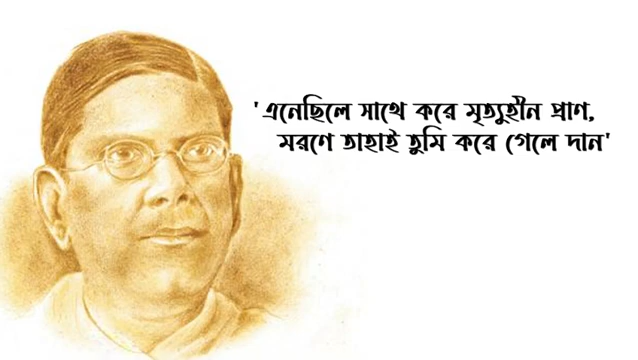 'এনেছিলে সাথে করে মৃত্যুহীন প্রাণ,
মরণে তাহাই তুমি করে গেলে দান'